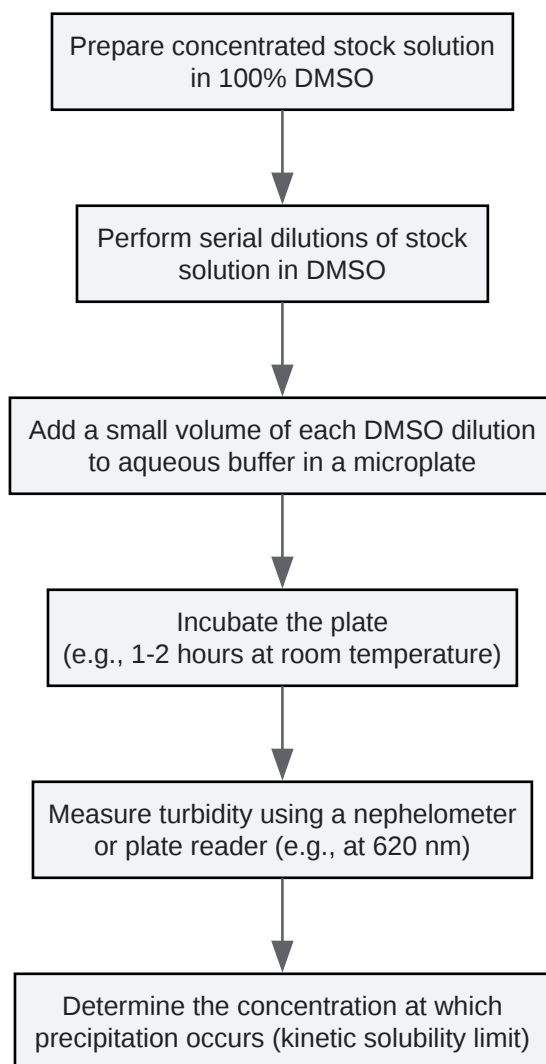 Prepare concentrated stock solution
in 100% DMSO
Perform serial dilutions of stock
solution in DMSO
Add a small volume of each DMSO dilution
to aqueous buffer in a microplate
Incubate the plate
(e.g., 1-2 hours at room temperature)
Measure turbidity using a nephelometer
or plate reader (e.g., at 620 nm)
Determine the concentration at which
precipitation occurs (kinetic solubility limit)